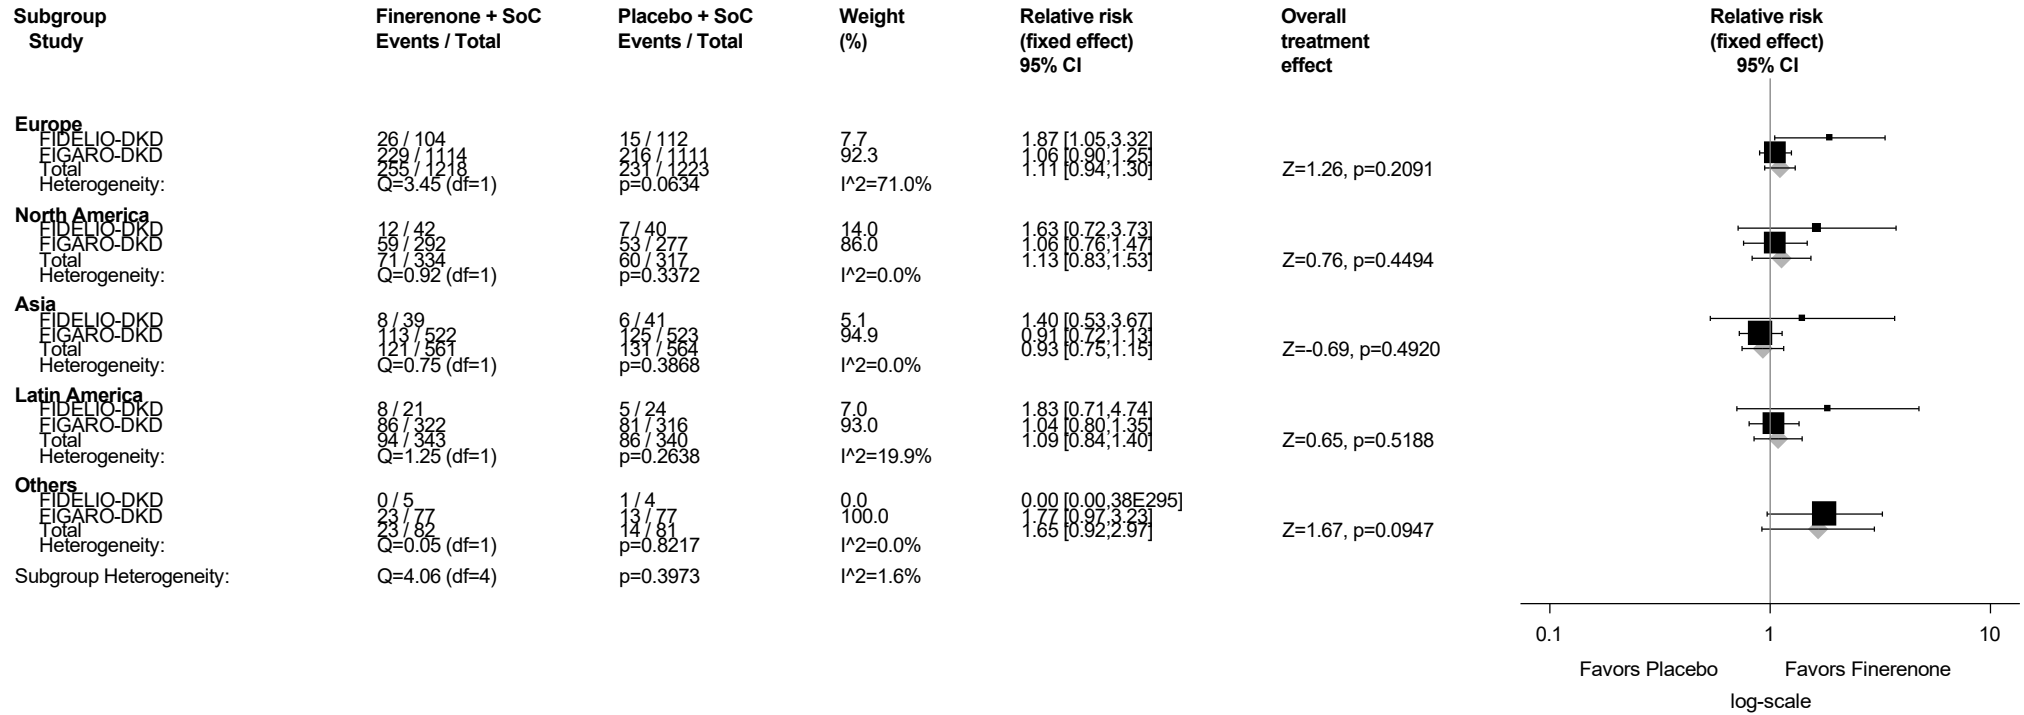 Subgroup Finerenone + SoC Placebo + SoC Weight Relative risk Overall Relative risk
Study Events / Total Events / Total (%) (fixed effect) treatment (fixed effect)
95% CI effect 95% CI
Europe
FIDELIO-DKD 26 / 104 15 / 112 7.7 1.87 [1.05,3.32]
FIGARO-DKD 229 / 1114 216 / 1111 92.3 1.06 [0.90,1.25]
Total 255 / 1218 231 / 1223 1.11 [0.94,1.30] Z=1.26, p=0.2091
Heterogeneity: Q=3.45 (df=1) p=0.0634 I^2=71.0%
North America
FIDELIO-DKD 12 / 42 7 / 40 14.0 1.63 [0.72,3.73]
FIGARO-DKD 59 / 292 53 / 277 86.0 1.06 [0.76,1.47]
Total 71 / 334 60 / 317 1.13 [0.83,1.53] Z=0.76, p=0.4494
Heterogeneity: Q=0.92 (df=1) p=0.3372 I^2=0.0%
Asia
FIDELIO-DKD 8 / 39 6 / 41 5.1 1.40 [0.53,3.67]
FIGARO-DKD 113 / 522 125 / 523 94.9 0.91 [0.72,1.13]
Total 121 / 561 131 / 564 0.93 [0.75,1.15] Z=-0.69, p=0.4920
Heterogeneity: Q=0.75 (df=1) p=0.3868 I^2=0.0%
Latin America
FIDELIO-DKD 8 / 21 5 / 24 7.0 1.83 [0.71,4.74]
FIGARO-DKD 86 / 322 81 / 316 93.0 1.04 [0.80,1.35]
Total 94 / 343 86 / 340 1.09 [0.84,1.40] Z=0.65, p=0.5188
Heterogeneity: Q=1.25 (df=1) p=0.2638 I^2=19.9%
Others
FIDELIO-DKD 0 / 5 1 / 4 0.0 0.00 [0.00,38E295]
FIGARO-DKD 23 / 77 13 / 77 100.0 1.77 [0.97,3.23]
Total 23 / 82 14 / 81 1.65 [0.92,2.97] Z=1.67, p=0.0947
Heterogeneity: Q=0.05 (df=1) p=0.8217 I^2=0.0%
Subgroup Heterogeneity: Q=4.06 (df=4) p=0.3973 I^2=1.6%
0.1 1 10
Favors Placebo Favors Finerenone
log-scale